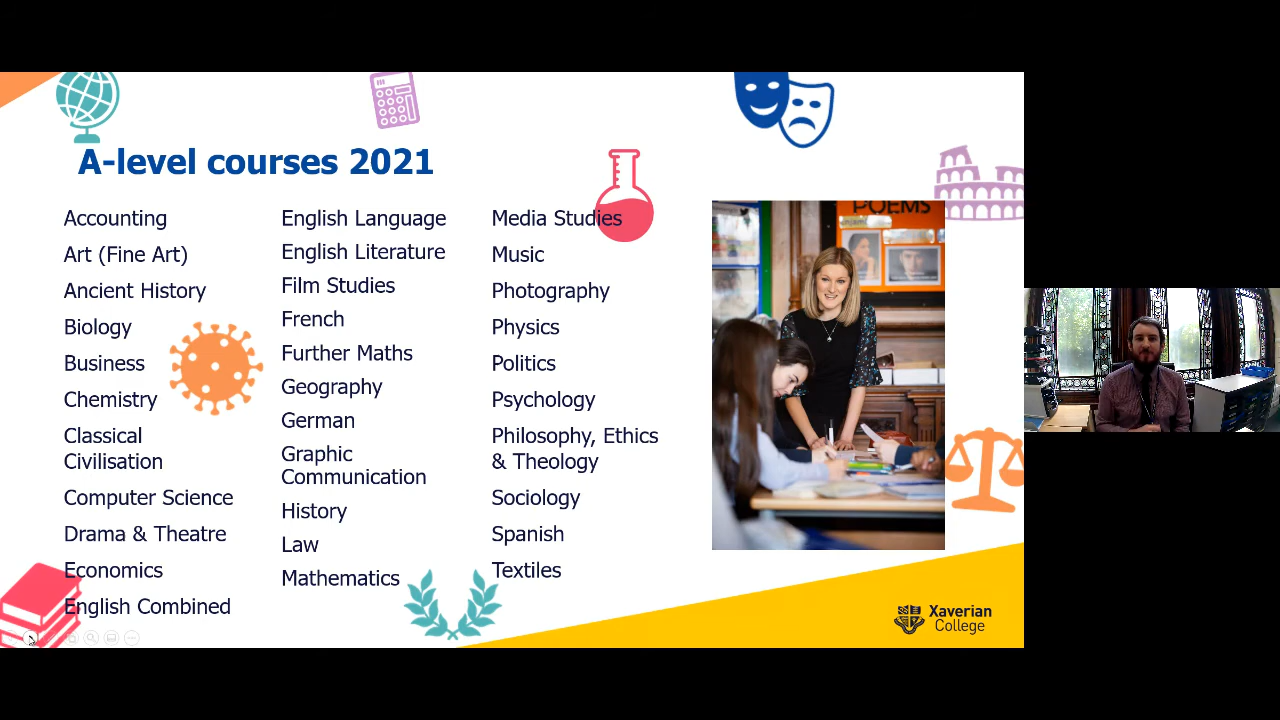 A-level courses 2021
Accounting
Art (Fine Art)
Ancient History
Biology
Business
Chemistry
Classical
Civilisation
Computer Science
Drama & Theatre
Economics
English Combined
English Language
English Literature
Film Studies
French
Further Maths
Geography
German
Graphic
Communication
History
Law
Mathematics
Media Studies
Music
Photography
Physics
Politics
Psychology
Philosophy, Ethics
& Theology
Sociology
Spanish
Textiles
POEMS
Xaverian
College